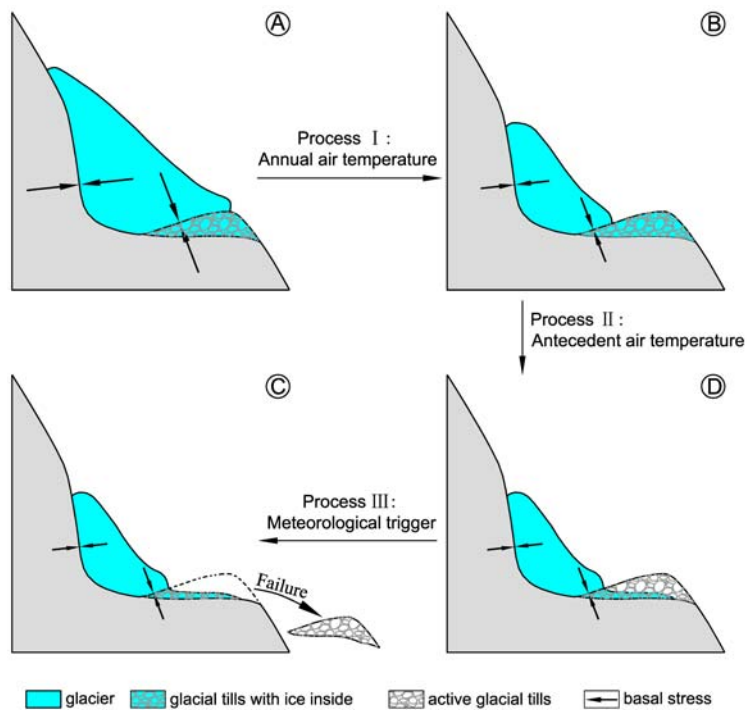 A
B
Process Ⅰ:
Annual air temperature
Process Ⅱ:
Antecedent air temperature
C
D
Process Ⅲ:
Meteorological trigger
Failure
glacier
glacial tills with ice inside
active glacial tills
basal stress